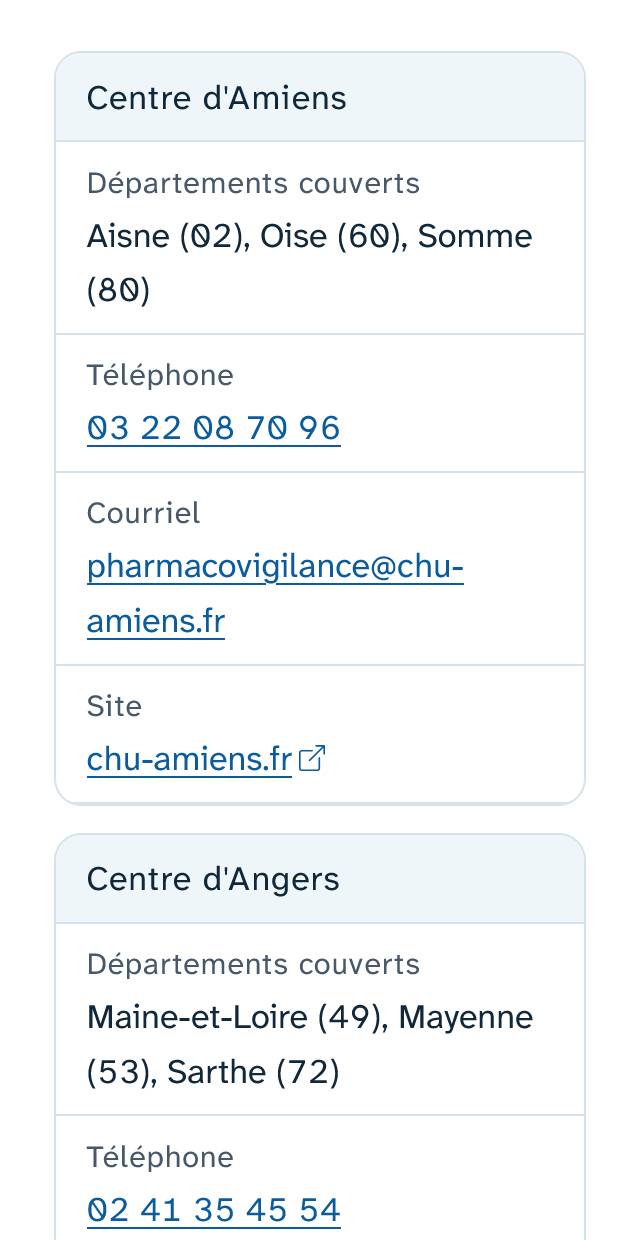 Centre d'Amiens
Départements couverts
Aisne (02), Oise (60), Somme
(80)
Téléphone
03 22 08 70 96
Courriel
pharmacovigilance@chu-
amiens.fr
Site
chu-amiens.fr
Centre d'Angers
Départements couverts
Maine-et-Loire (49), Mayenne
(53), Sarthe (72)
Téléphone
02 41 35 45 54